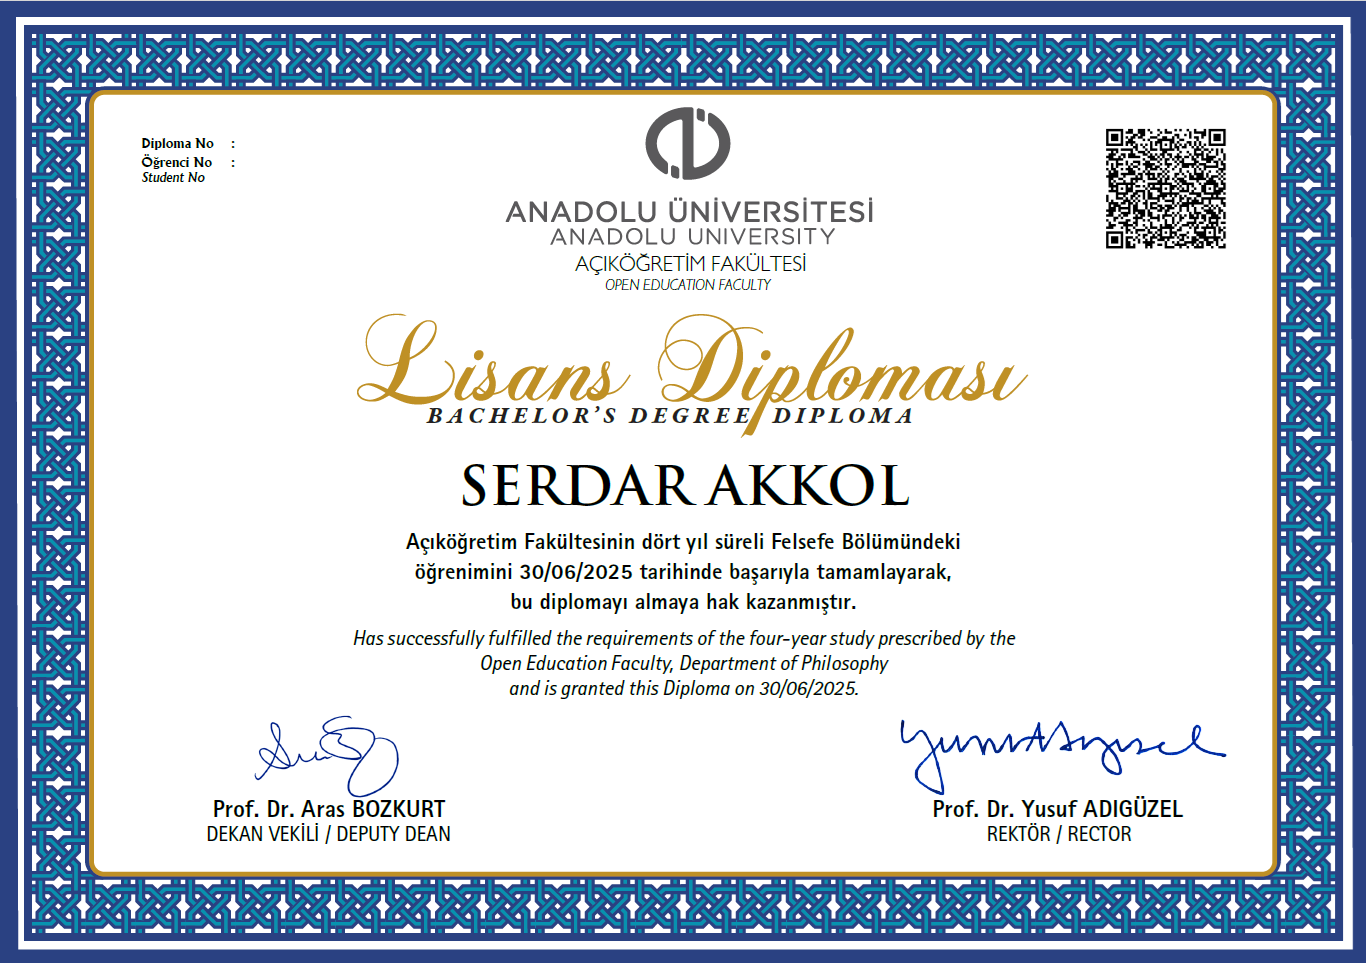 Diploma No :
Öğrenci No :
Student No
ANADOLU ÜNİVERSİTESİ
ANADOLU UNIVERSITY
AÇIKÖĞRETİM FAKÜLTESİ
OPEN EDUCATION FACULTY
Lisans Diploması
BACHELOR'S DEGREE DIPLOMA
SERDAR AKKOL
Açıköğretim Fakültesinin dört yıl süreli Felsefe Bölümündeki
öğrenimini 30/06/2025 tarihinde başarıyla tamamlayarak,
bu diplomayı almaya hak kazanmıştır.
Has successfully fulfilled the requirements of the four-year study prescribed by the
Open Education Faculty, Department of Philosophy
and is granted this Diploma on 30/06/2025.
Prof. Dr. Aras BOZKURT
DEKAN VEKİLİ / DEPUTY DEAN
Prof. Dr. Yusuf ADIGÜZEL
REKTÖR / RECTOR